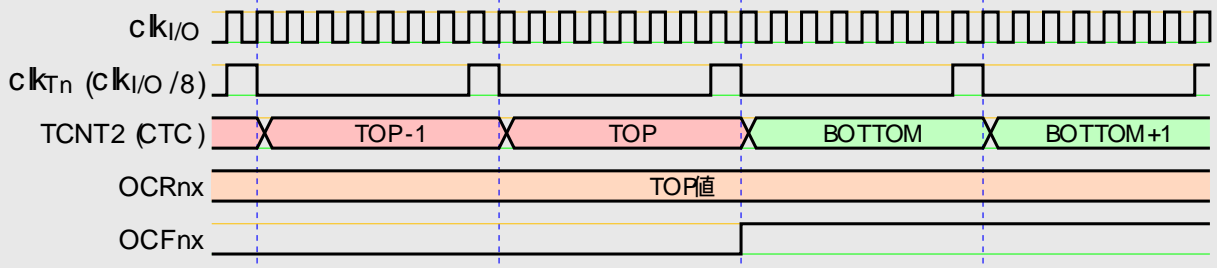 clkI/O
clkTn (clkI/O /8)
TCNT2 (CTC) TOP-1 TOP BOTTOM BOTTOM+1
OCRnx TOP値
OCFnx